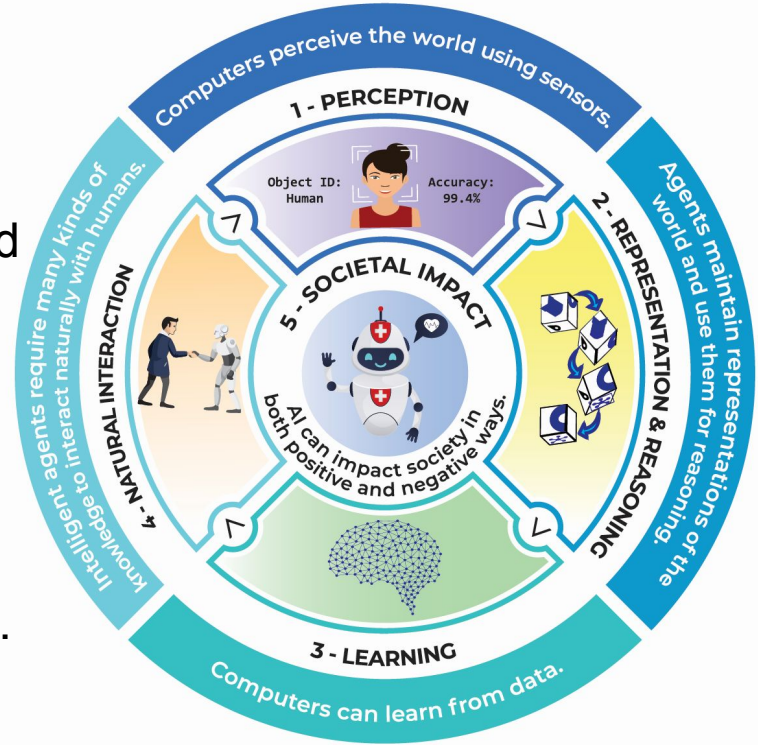 Computers perceive the world using sensors.
1 - PERCEPTION
Object ID:
Human
Accuracy:
99.4%
Agents maintain representations of the
world and use them for reasoning.
2 - REPRESENTATION & REASONING
d
Intelligent agents require many kinds of
knowledge to interact naturally with humans.
4 - NATURAL INTERACTION
5 - SOCIETAL IMPACT
AI can impact society in
both positive and negative ways.
.
3 - LEARNING
Computers can learn from data.